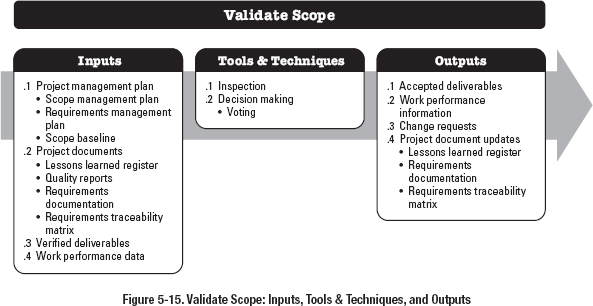 Validate Scope
Inputs
.1 Project management plan
• Scope management plan
• Requirements management
plan
• Scope baseline
.2 Project documents
• Lessons learned register
• Quality reports
• Requirements
documentation
• Requirements traceability
matrix
.3 Verified deliverables
.4 Work performance data
Tools & Techniques
.1 Inspection
.2 Decision making
• Voting
Outputs
.1 Accepted deliverables
.2 Work performance
information
.3 Change requests
.4 Project document updates
• Lessons learned register
• Requirements
documentation
• Requirements traceability
matrix
Figure 5-15. Validate Scope: Inputs, Tools & Techniques, and Outputs